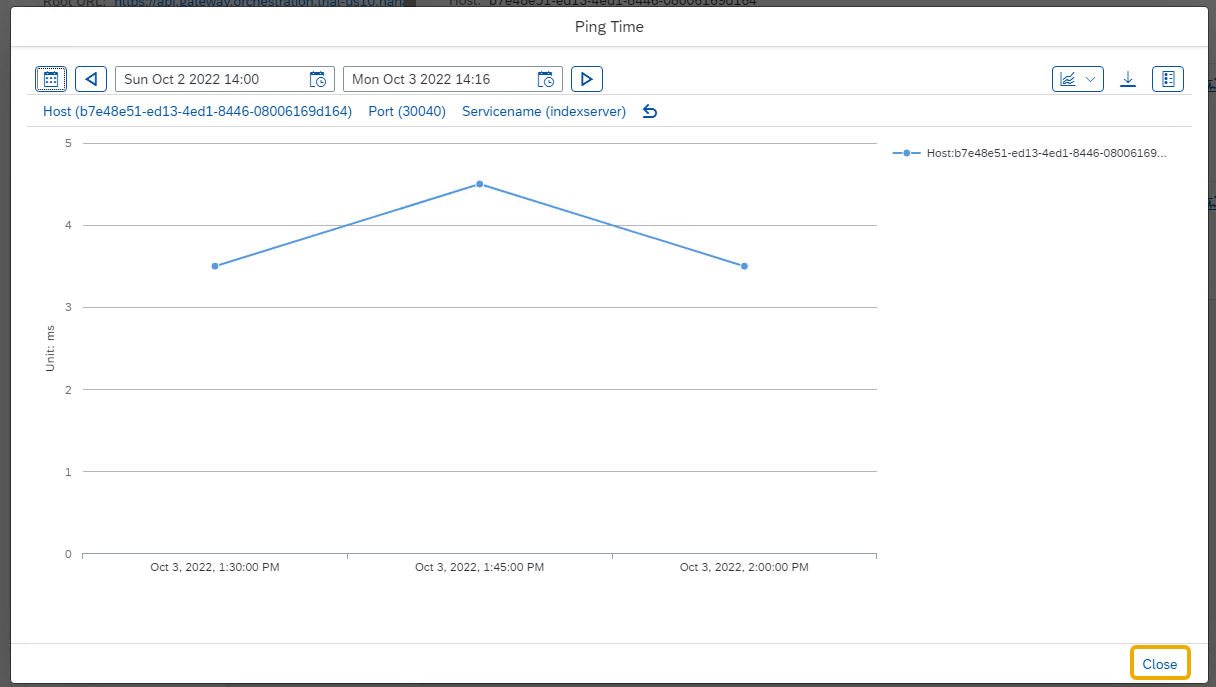 Root URL: https://api.gateway.orchestration.trial-us10.hana
Host: b7e48e51-ed13-4ed1-8446-08006169d164
Ping Time
Sun Oct 2 2022 14:00
Mon Oct 3 2022 14:16
Host (b7e48e51-ed13-4ed1-8446-08006169d164) Port (30040) Servicename (indexserver)
Host:b7e48e51-ed13-4ed1-8446-08006169...
5
4
3
2
1
0
Unit: ms
Oct 3, 2022, 1:30:00 PM
Oct 3, 2022, 1:45:00 PM
Oct 3, 2022, 2:00:00 PM
Close